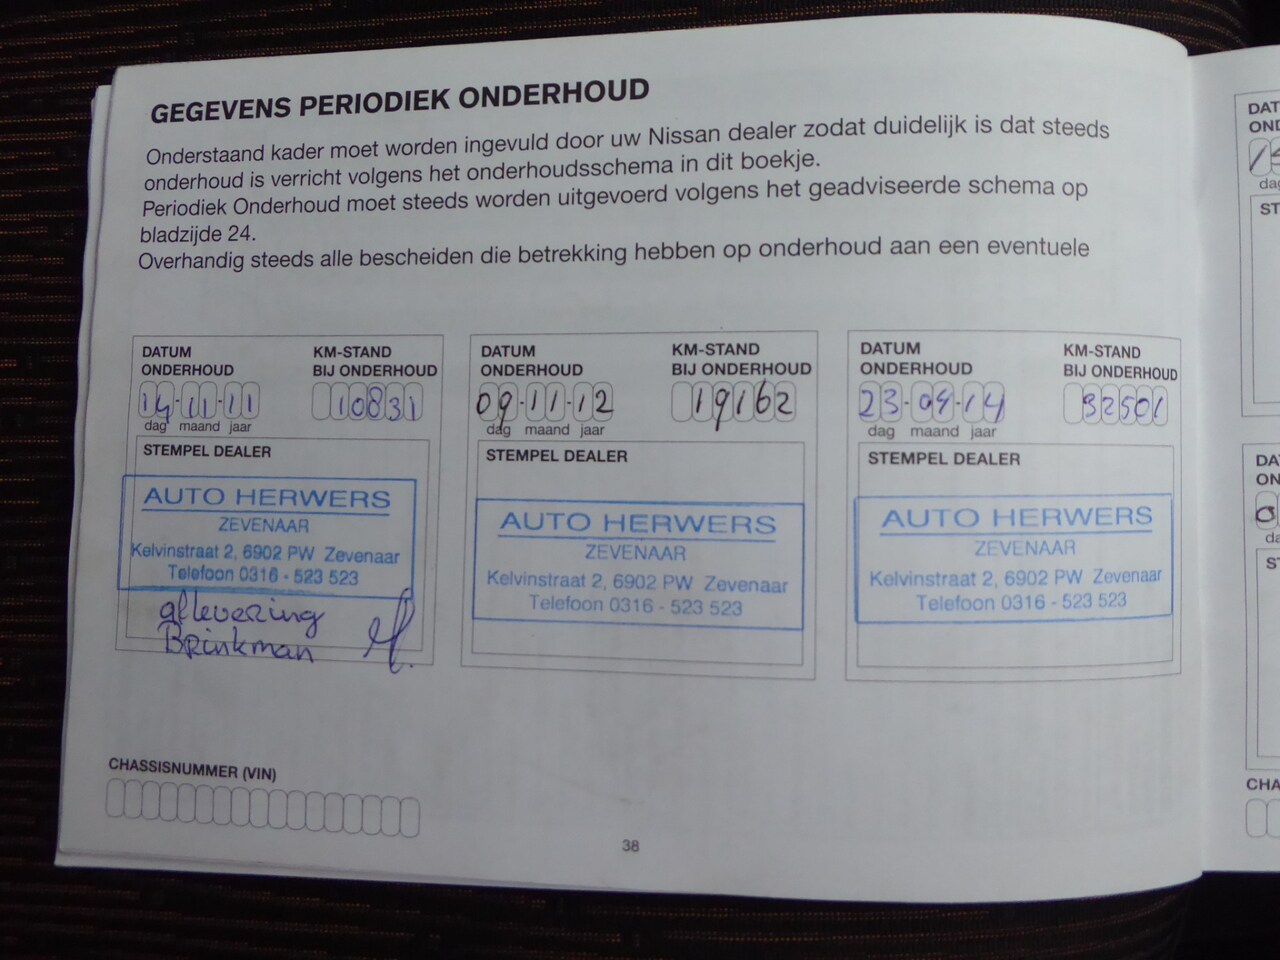 GEGEVENS PERIODIEK ONDERHOUD
Onderstaand kader moet worden ingevuld door uw Nissan dealer zodat duidelijk is dat steeds
onderhoud is verricht volgens het onderhoudsschema in dit boekje.
Periodiek Onderhoud moet steeds worden uitgevoerd volgens het geadviseerde schema op
bladzijde 24.
Overhandig steeds alle bescheiden die betrekking hebben op onderhoud aan een eventuele
DATUM
ONDERHOUD
KM-STAND
BIJ ONDERHOUD
14-11-11
10831
dag maand jaar
STEMPEL DEALER
AUTO HERWERS
ZEVENAAR
Kelvinstraat 2, 6902 PW Zevenaar
Telefoon 0316 - 523 523
aflevering
Brinkman
DATUM
ONDERHOUD
KM-STAND
BIJ ONDERHOUD
09-11-12
19162
dag maand jaar
STEMPEL DEALER
AUTO HERWERS
ZEVENAAR
Kelvinstraat 2, 6902 PW Zevenaar
Telefoon 0316 - 523 523
DATUM
ONDERHOUD
KM-STAND
BIJ ONDERHOUD
23-04-14
32501
dag maand jaar
STEMPEL DEALER
AUTO HERWERS
ZEVENAAR
Kelvinstraat 2, 6902 PW Zevenaar
Telefoon 0316 - 523 523
CHASSISNUMMER (VIN)
38